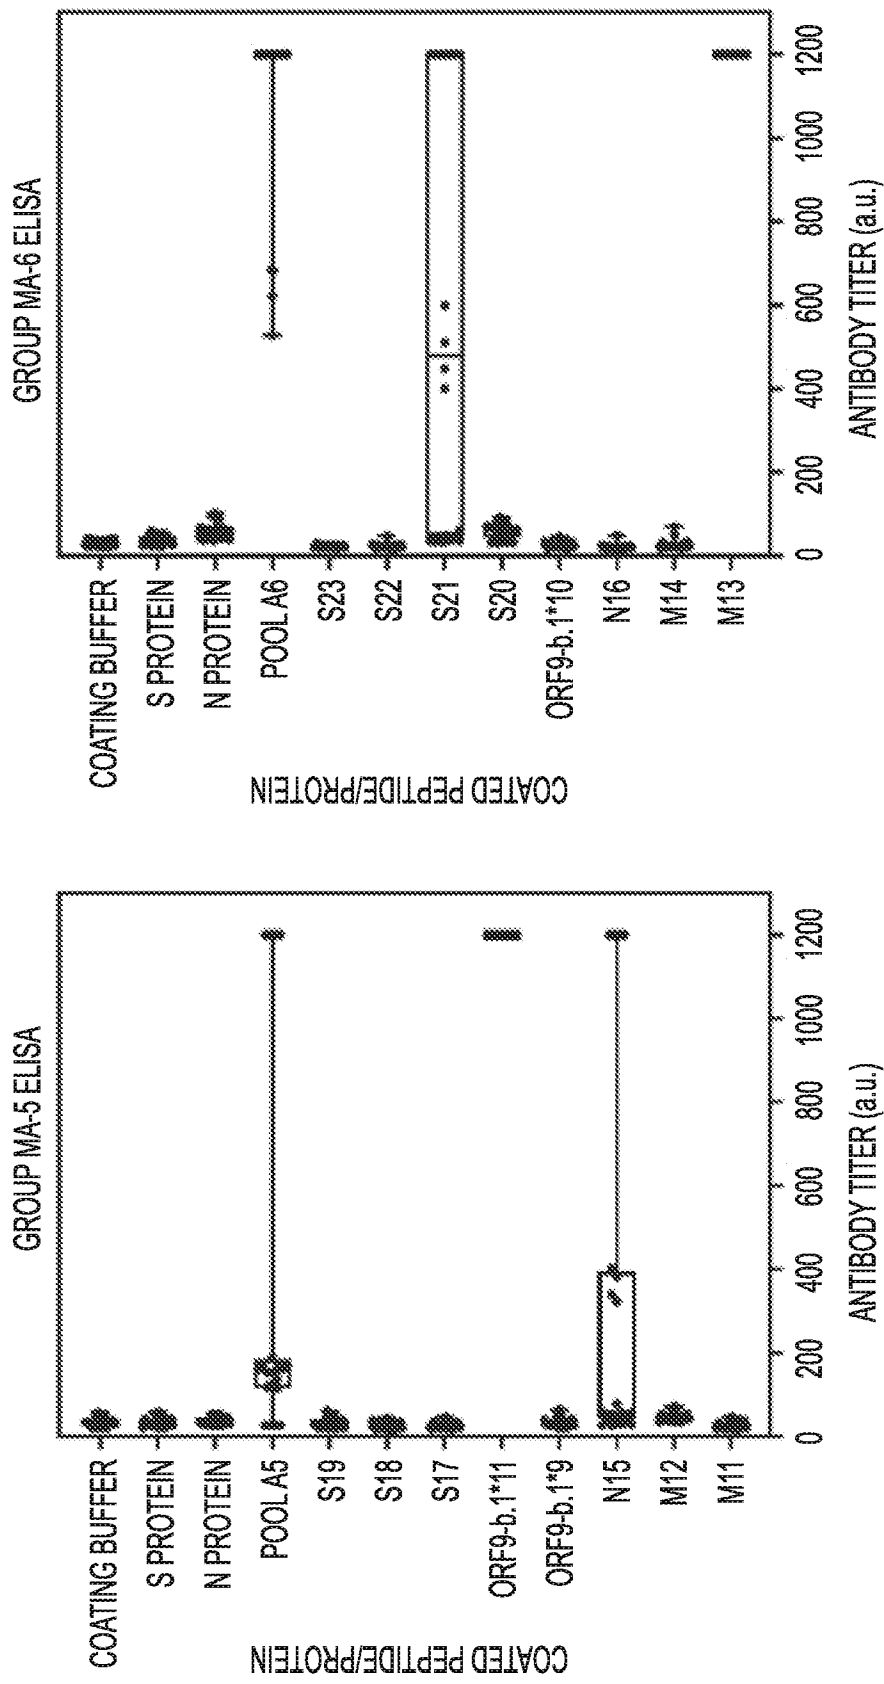 GROUP MA-5 ELISA
COATED PEPTIDE/PROTEIN
COATING BUFFER
S PROTEIN
N PROTEIN
POOL A5
S19
S18
S17
ORF9-b.1*11
ORF9-b.1*9
N15
M12
M11
0
200
400
600
800
1000
1200
ANTIBODY TITER (a.u.)
GROUP MA-6 ELISA
COATED PEPTIDE/PROTEIN
COATING BUFFER
S PROTEIN
N PROTEIN
POOL A6
S23
S22
S21
S20
ORF9-b.1*10
N16
M14
M13
0
200
400
600
800
1000
1200
ANTIBODY TITER (a.u.)